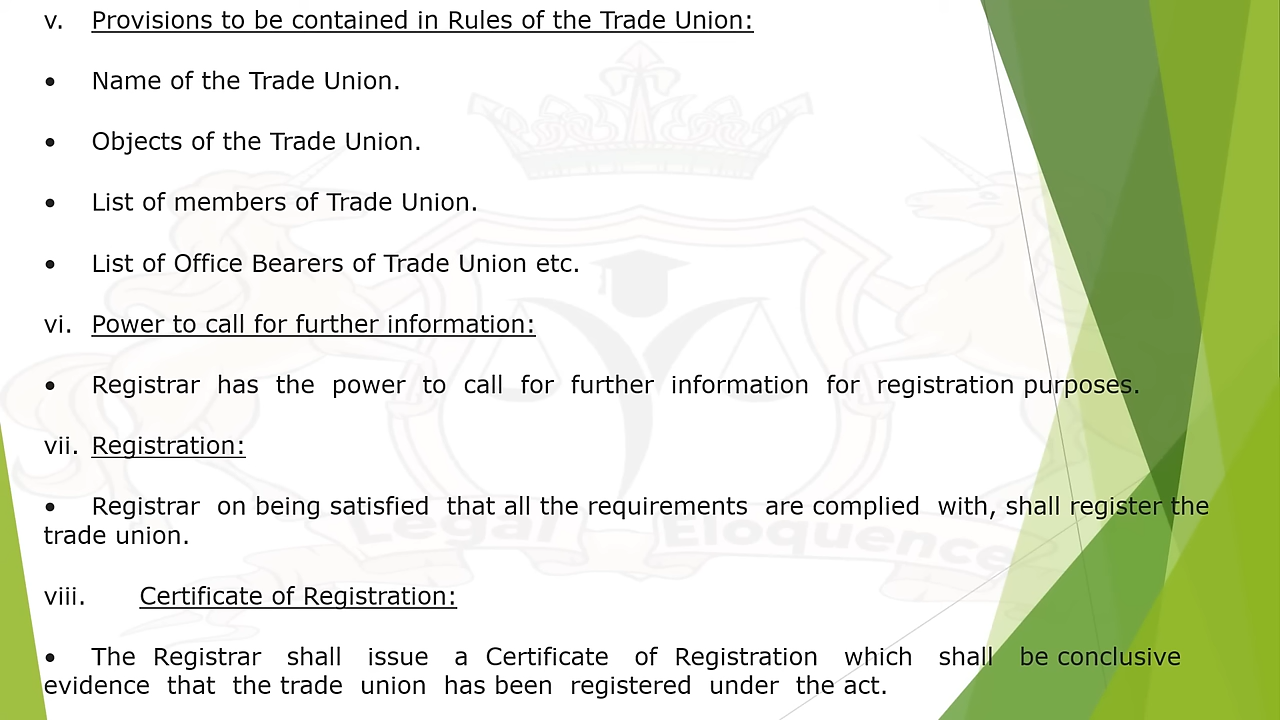 v. Provisions to be contained in Rules of the Trade Union:
• Name of the Trade Union.
• Objects of the Trade Union.
• List of members of Trade Union.
• List of Office Bearers of Trade Union etc.
vi. Power to call for further information:
• Registrar has the power to call for further information for registration purposes.
vii. Registration:
• Registrar on being satisfied that all the requirements are complied with, shall register the
trade union.
Legal Eloquence
viii. Certificate of Registration:
• The Registrar shall issue a Certificate of Registration which shall be conclusive
evidence that the trade union has been registered under the act.